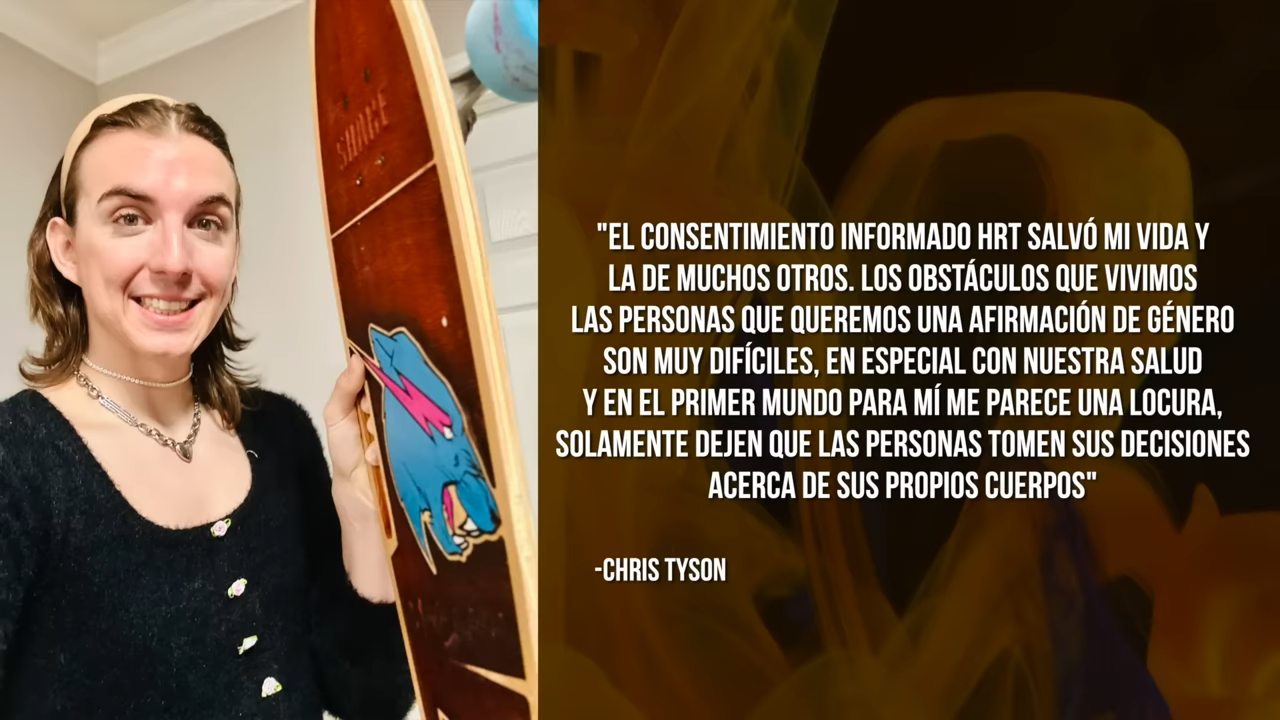 SHAKE
"EL CONSENTIMIENTO INFORMADO HRT SALVÓ MI VIDA Y
LA DE MUCHOS OTROS. LOS OBSTÁCULOS QUE VIVIMOS
LAS PERSONAS QUE QUEREMOS UNA AFIRMACIÓN DE GÉNERO
SON MUY DIFÍCILES, EN ESPECIAL CON NUESTRA SALUD
Y EN EL PRIMER MUNDO PARA MÍ ME PARECE UNA LOCURA,
SOLAMENTE DEJEN QUE LAS PERSONAS TOMEN SUS DECISIONES
ACERCA DE SUS PROPIOS CUERPOS"
-CHRIS TYSON